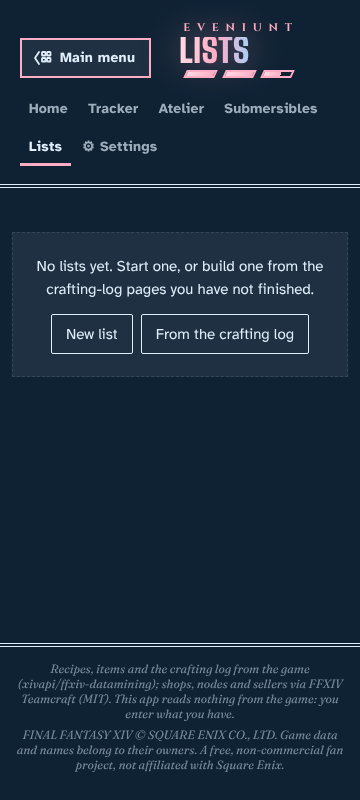 EVENIUNT
LISTS
Main menu
Home Tracker Atelier Submersibles
Lists ⚙ Settings
No lists yet. Start one, or build one from the
crafting-log pages you have not finished.
New list From the crafting log
Recipes, items and the crafting log from the game
(xivapi/ffxiv-datamining); shops, nodes and sellers via FFXIV
Teamcraft (MIT). This app reads nothing from the game: you
enter what you have.
FINAL FANTASY XIV © SQUARE ENIX CO., LTD. Game data
and names belong to their owners. A free, non-commercial fan
project, not affiliated with Square Enix.